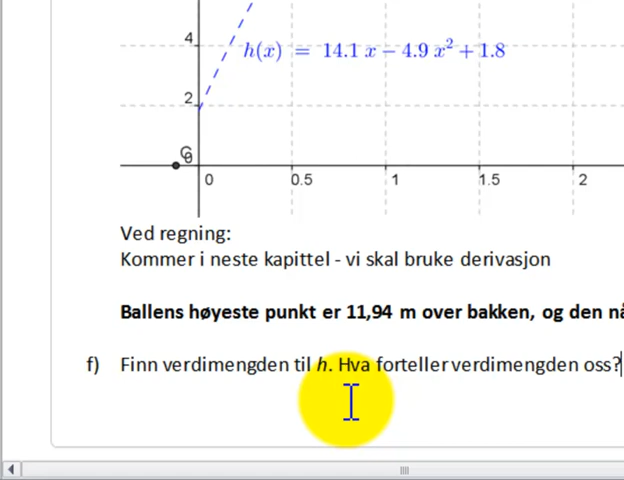 4
h(x) = 14.1 x − 4.9 x² + 1.8
2
0
0 0.5 1 1.5 2
Ved regning:
Kommer i neste kapittel - vi skal bruke derivasjon
Ballens høyeste punkt er 11,94 m over bakken, og den nå
f) Finn verdimengden til h. Hva forteller verdimengden oss?